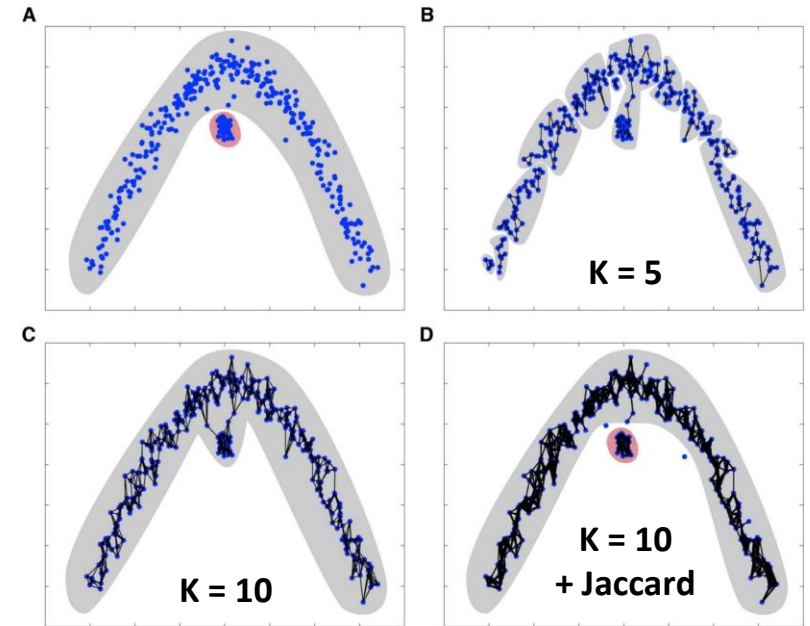 A
B
K = 5
C
K = 10
D
K = 10
+ Jaccard